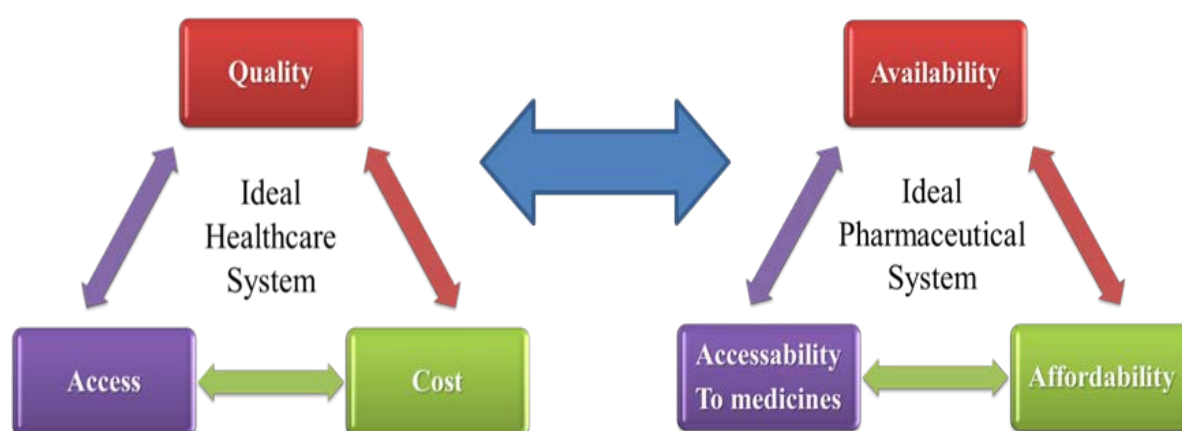 Quality
Ideal
Healthcare
System
Access
Cost
Availability
Ideal
Pharmaceutical
System
Accessability
To medicines
Affordability